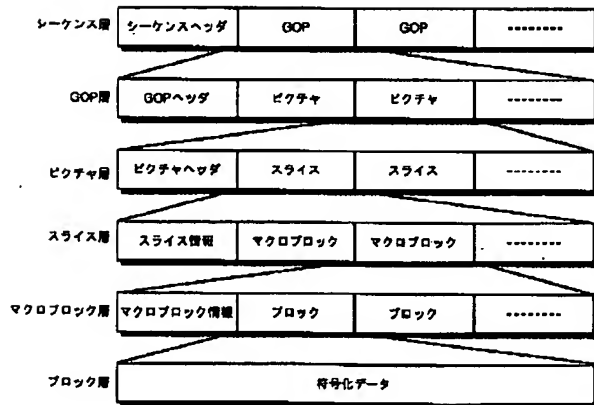 シーケンス層 シーケンスヘッダ GOP GOP --------
GOP層 GOPヘッダ ピクチャ ピクチャ --------
ピクチャ層 ピクチャヘッダ スライス スライス --------
スライス層 スライス情報 マクロブロック マクロブロック --------
マクロブロック層 マクロブロック情報 ブロック ブロック --------
ブロック層 符号化データ